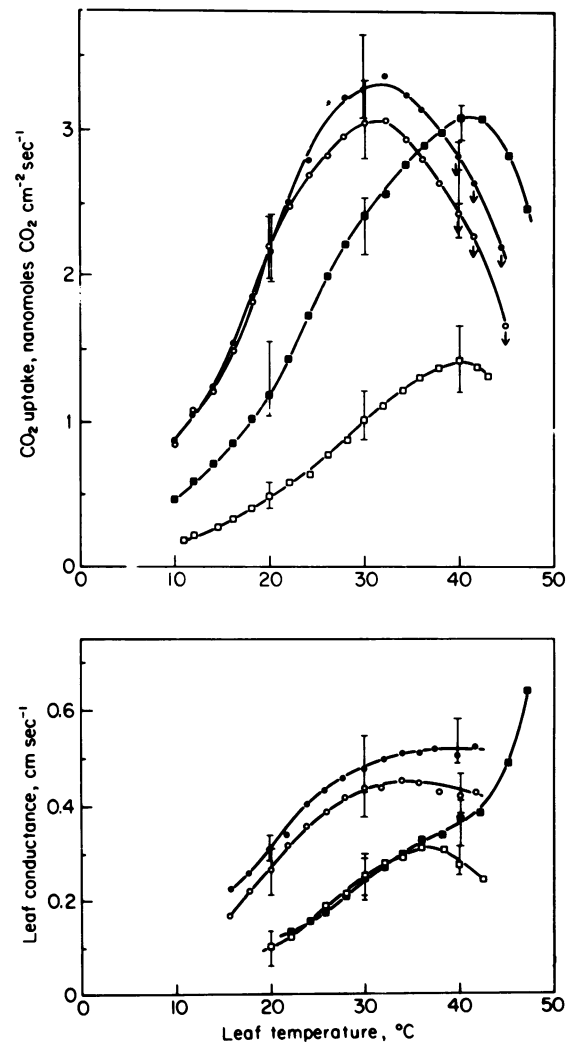 CO₂ uptake, nanomoles CO₂ cm⁻² sec⁻¹
3
2
1
0
0 10 20 30 40 50
Leaf conductance, cm sec⁻¹
0.6
0.4
0.2
0
0 10 20 30 40 50
Leaf temperature, °C